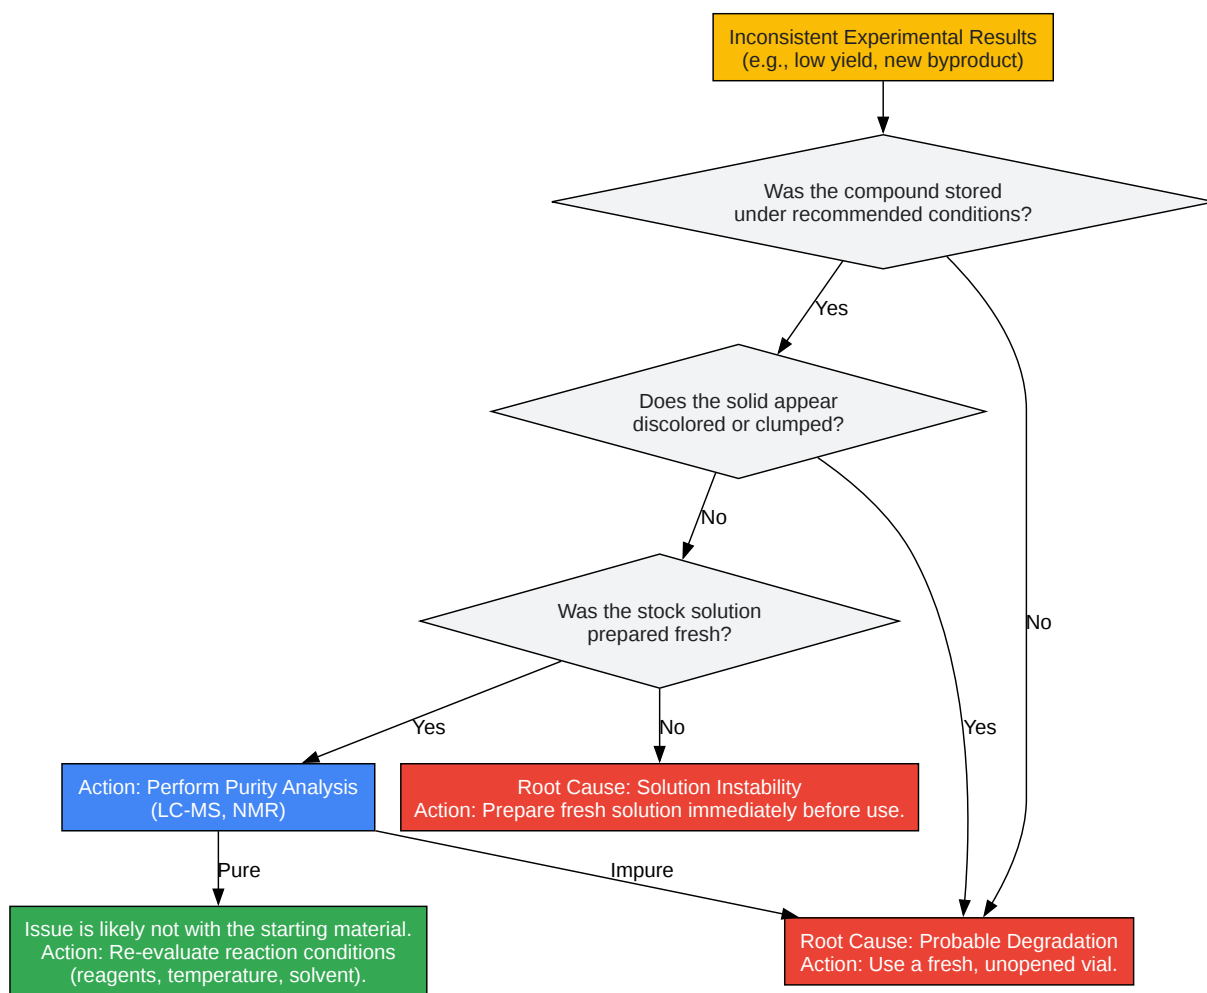 Inconsistent Experimental Results
(e.g., low yield, new byproduct)
Was the compound stored
under recommended conditions?
Yes
Does the solid appear
discolored or clumped?
No
Was the stock solution
prepared fresh?
No
Yes
No
Yes
Action: Perform Purity Analysis
(LC-MS, NMR)
Root Cause: Solution Instability
Action: Prepare fresh solution immediately before use.
Pure
Impure
Issue is likely not with the starting material.
Action: Re-evaluate reaction conditions
(reagents, temperature, solvent).
Root Cause: Probable Degradation
Action: Use a fresh, unopened vial.